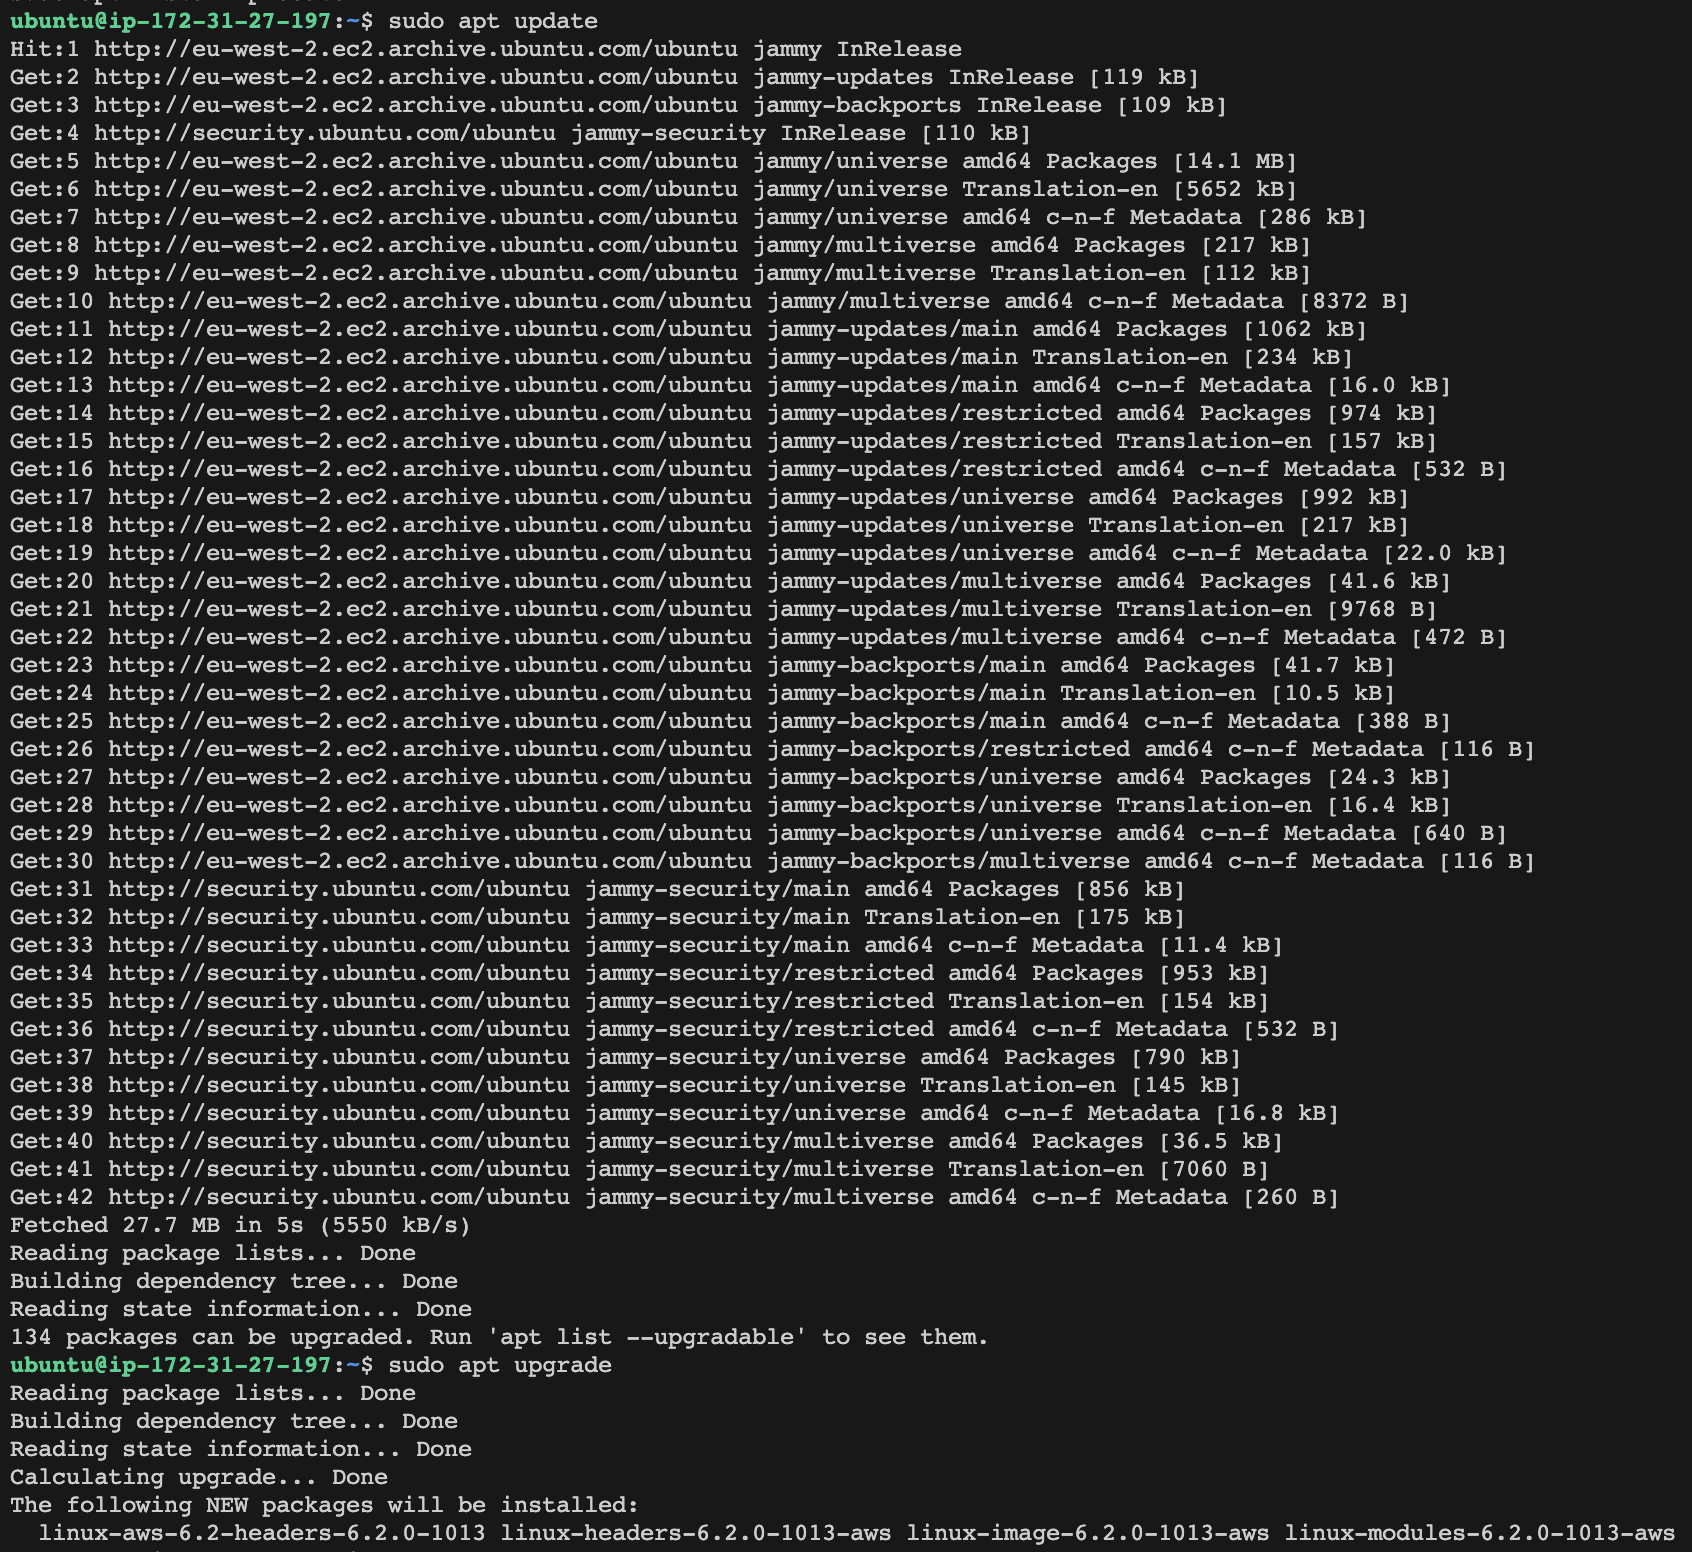 ubuntu@ip-172-31-27-197:~$ sudo apt update
Hit:1 http://eu-west-2.ec2.archive.ubuntu.com/ubuntu jammy InRelease
Get:2 http://eu-west-2.ec2.archive.ubuntu.com/ubuntu jammy-updates InRelease [119 kB]
Get:3 http://eu-west-2.ec2.archive.ubuntu.com/ubuntu jammy-backports InRelease [109 kB]
Get:4 http://security.ubuntu.com/ubuntu jammy-security InRelease [110 kB]
Get:5 http://eu-west-2.ec2.archive.ubuntu.com/ubuntu jammy/universe amd64 Packages [14.1 MB]
Get:6 http://eu-west-2.ec2.archive.ubuntu.com/ubuntu jammy/universe Translation-en [5652 kB]
Get:7 http://eu-west-2.ec2.archive.ubuntu.com/ubuntu jammy/universe amd64 c-n-f Metadata [286 kB]
Get:8 http://eu-west-2.ec2.archive.ubuntu.com/ubuntu jammy/multiverse amd64 Packages [217 kB]
Get:9 http://eu-west-2.ec2.archive.ubuntu.com/ubuntu jammy/multiverse Translation-en [112 kB]
Get:10 http://eu-west-2.ec2.archive.ubuntu.com/ubuntu jammy/multiverse amd64 c-n-f Metadata [8372 B]
Get:11 http://eu-west-2.ec2.archive.ubuntu.com/ubuntu jammy-updates/main amd64 Packages [1062 kB]
Get:12 http://eu-west-2.ec2.archive.ubuntu.com/ubuntu jammy-updates/main Translation-en [234 kB]
Get:13 http://eu-west-2.ec2.archive.ubuntu.com/ubuntu jammy-updates/main amd64 c-n-f Metadata [16.0 kB]
Get:14 http://eu-west-2.ec2.archive.ubuntu.com/ubuntu jammy-updates/restricted amd64 Packages [974 kB]
Get:15 http://eu-west-2.ec2.archive.ubuntu.com/ubuntu jammy-updates/restricted Translation-en [157 kB]
Get:16 http://eu-west-2.ec2.archive.ubuntu.com/ubuntu jammy-updates/restricted amd64 c-n-f Metadata [532 B]
Get:17 http://eu-west-2.ec2.archive.ubuntu.com/ubuntu jammy-updates/universe amd64 Packages [992 kB]
Get:18 http://eu-west-2.ec2.archive.ubuntu.com/ubuntu jammy-updates/universe Translation-en [217 kB]
Get:19 http://eu-west-2.ec2.archive.ubuntu.com/ubuntu jammy-updates/universe amd64 c-n-f Metadata [22.0 kB]
Get:20 http://eu-west-2.ec2.archive.ubuntu.com/ubuntu jammy-updates/multiverse amd64 Packages [41.6 kB]
Get:21 http://eu-west-2.ec2.archive.ubuntu.com/ubuntu jammy-updates/multiverse Translation-en [9768 B]
Get:22 http://eu-west-2.ec2.archive.ubuntu.com/ubuntu jammy-updates/multiverse amd64 c-n-f Metadata [472 B]
Get:23 http://eu-west-2.ec2.archive.ubuntu.com/ubuntu jammy-backports/main amd64 Packages [41.7 kB]
Get:24 http://eu-west-2.ec2.archive.ubuntu.com/ubuntu jammy-backports/main Translation-en [10.5 kB]
Get:25 http://eu-west-2.ec2.archive.ubuntu.com/ubuntu jammy-backports/main amd64 c-n-f Metadata [388 B]
Get:26 http://eu-west-2.ec2.archive.ubuntu.com/ubuntu jammy-backports/restricted amd64 c-n-f Metadata [116 B]
Get:27 http://eu-west-2.ec2.archive.ubuntu.com/ubuntu jammy-backports/universe amd64 Packages [24.3 kB]
Get:28 http://eu-west-2.ec2.archive.ubuntu.com/ubuntu jammy-backports/universe Translation-en [16.4 kB]
Get:29 http://eu-west-2.ec2.archive.ubuntu.com/ubuntu jammy-backports/universe amd64 c-n-f Metadata [640 B]
Get:30 http://eu-west-2.ec2.archive.ubuntu.com/ubuntu jammy-backports/multiverse amd64 c-n-f Metadata [116 B]
Get:31 http://security.ubuntu.com/ubuntu jammy-security/main amd64 Packages [856 kB]
Get:32 http://security.ubuntu.com/ubuntu jammy-security/main Translation-en [175 kB]
Get:33 http://security.ubuntu.com/ubuntu jammy-security/main amd64 c-n-f Metadata [11.4 kB]
Get:34 http://security.ubuntu.com/ubuntu jammy-security/restricted amd64 Packages [953 kB]
Get:35 http://security.ubuntu.com/ubuntu jammy-security/restricted Translation-en [154 kB]
Get:36 http://security.ubuntu.com/ubuntu jammy-security/restricted amd64 c-n-f Metadata [532 B]
Get:37 http://security.ubuntu.com/ubuntu jammy-security/universe amd64 Packages [790 kB]
Get:38 http://security.ubuntu.com/ubuntu jammy-security/universe Translation-en [145 kB]
Get:39 http://security.ubuntu.com/ubuntu jammy-security/universe amd64 c-n-f Metadata [16.8 kB]
Get:40 http://security.ubuntu.com/ubuntu jammy-security/multiverse amd64 Packages [36.5 kB]
Get:41 http://security.ubuntu.com/ubuntu jammy-security/multiverse Translation-en [7060 B]
Get:42 http://security.ubuntu.com/ubuntu jammy-security/multiverse amd64 c-n-f Metadata [260 B]
Fetched 27.7 MB in 5s (5550 kB/s)
Reading package lists... Done
Building dependency tree... Done
Reading state information... Done
134 packages can be upgraded. Run 'apt list --upgradable' to see them.
ubuntu@ip-172-31-27-197:~$ sudo apt upgrade
Reading package lists... Done
Building dependency tree... Done
Reading state information... Done
Calculating upgrade... Done
The following NEW packages will be installed:
linux-aws-6.2-headers-6.2.0-1013 linux-headers-6.2.0-1013-aws linux-image-6.2.0-1013-aws linux-modules-6.2.0-1013-aws